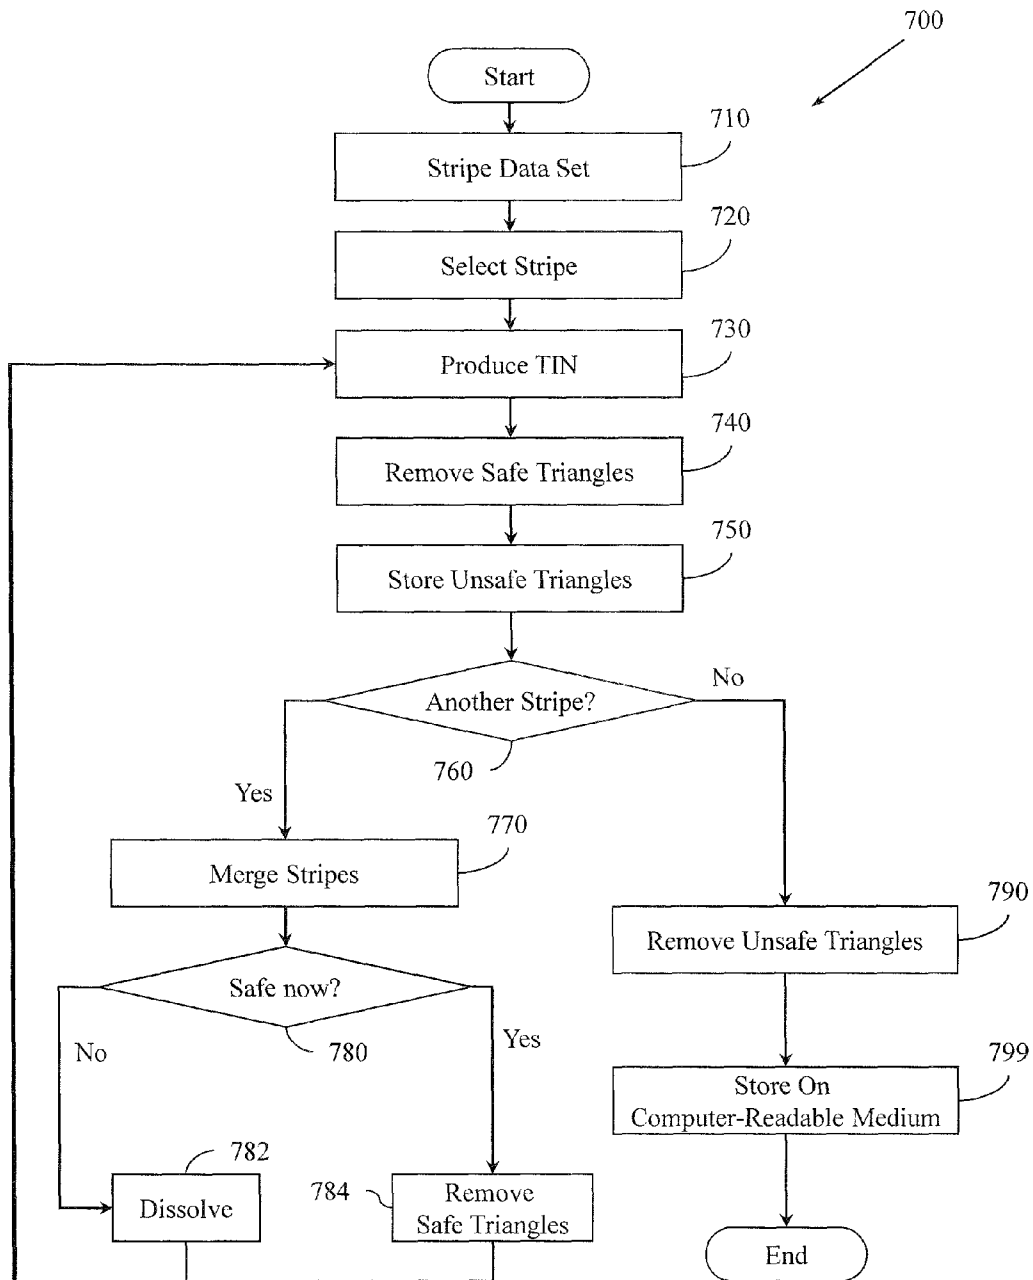 700
Start
710
Stripe Data Set
720
Select Stripe
730
Produce TIN
740
Remove Safe Triangles
750
Store Unsafe Triangles
Another Stripe?
No
760
Yes
770
Merge Stripes
790
Remove Unsafe Triangles
Safe now?
780
No
Yes
799
Store On
Computer-Readable Medium
782
Dissolve
784
Remove
Safe Triangles
End